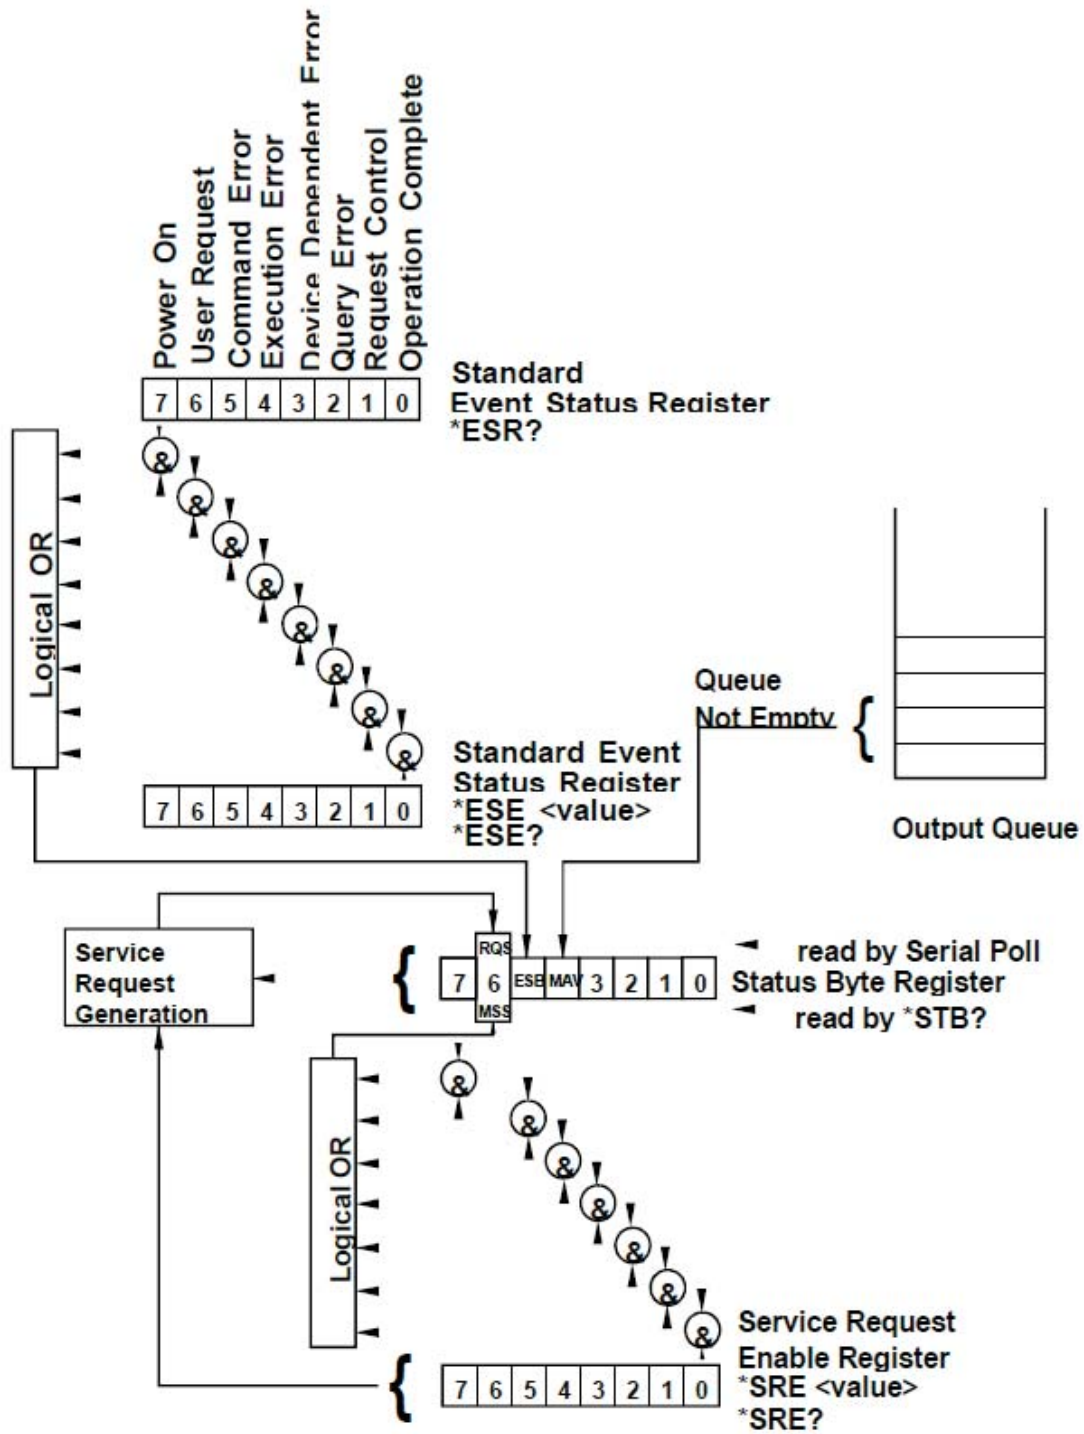 Power On
User Request
Command Error
Execution Error
Device Dependent Error
Query Error
Request Control
Operation Complete
7 6 5 4 3 2 1 0
Standard
Event Status Register
*ESR?
Logical OR
& & & & & & & &
Queue
Not Empty
{
Output Queue
Standard Event
Status Register
*ESE <value>
*ESE?
7 6 5 4 3 2 1 0
Service
Request
Generation
{
RQS
7 6 ESB MAV 3 2 1 0
MSS
read by Serial Poll
Status Byte Register
read by *STB?
Logical OR
& & & & & & &
{
7 6 5 4 3 2 1 0
Service Request
Enable Register
*SRE <value>
*SRE?